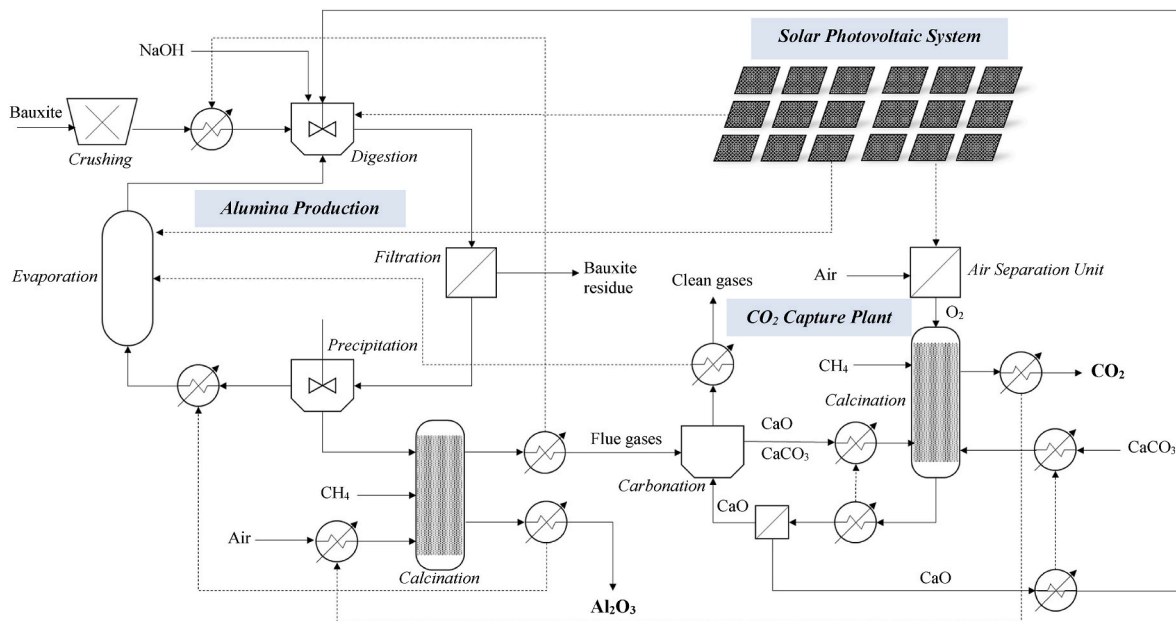 Solar Photovoltaic System
NaOH
Bauxite
Crushing
Digestion
Alumina Production
Evaporation
Filtration
Bauxite
residue
Clean gases
Air
Air Separation Unit
O₂
CO₂ Capture Plant
Precipitation
CH₄
Calcination
CO₂
CaO
CaCO₃
Flue gases
CaCO₃
Carbonation
CaO
CH₄
Air
Calcination
CaO
Al₂O₃